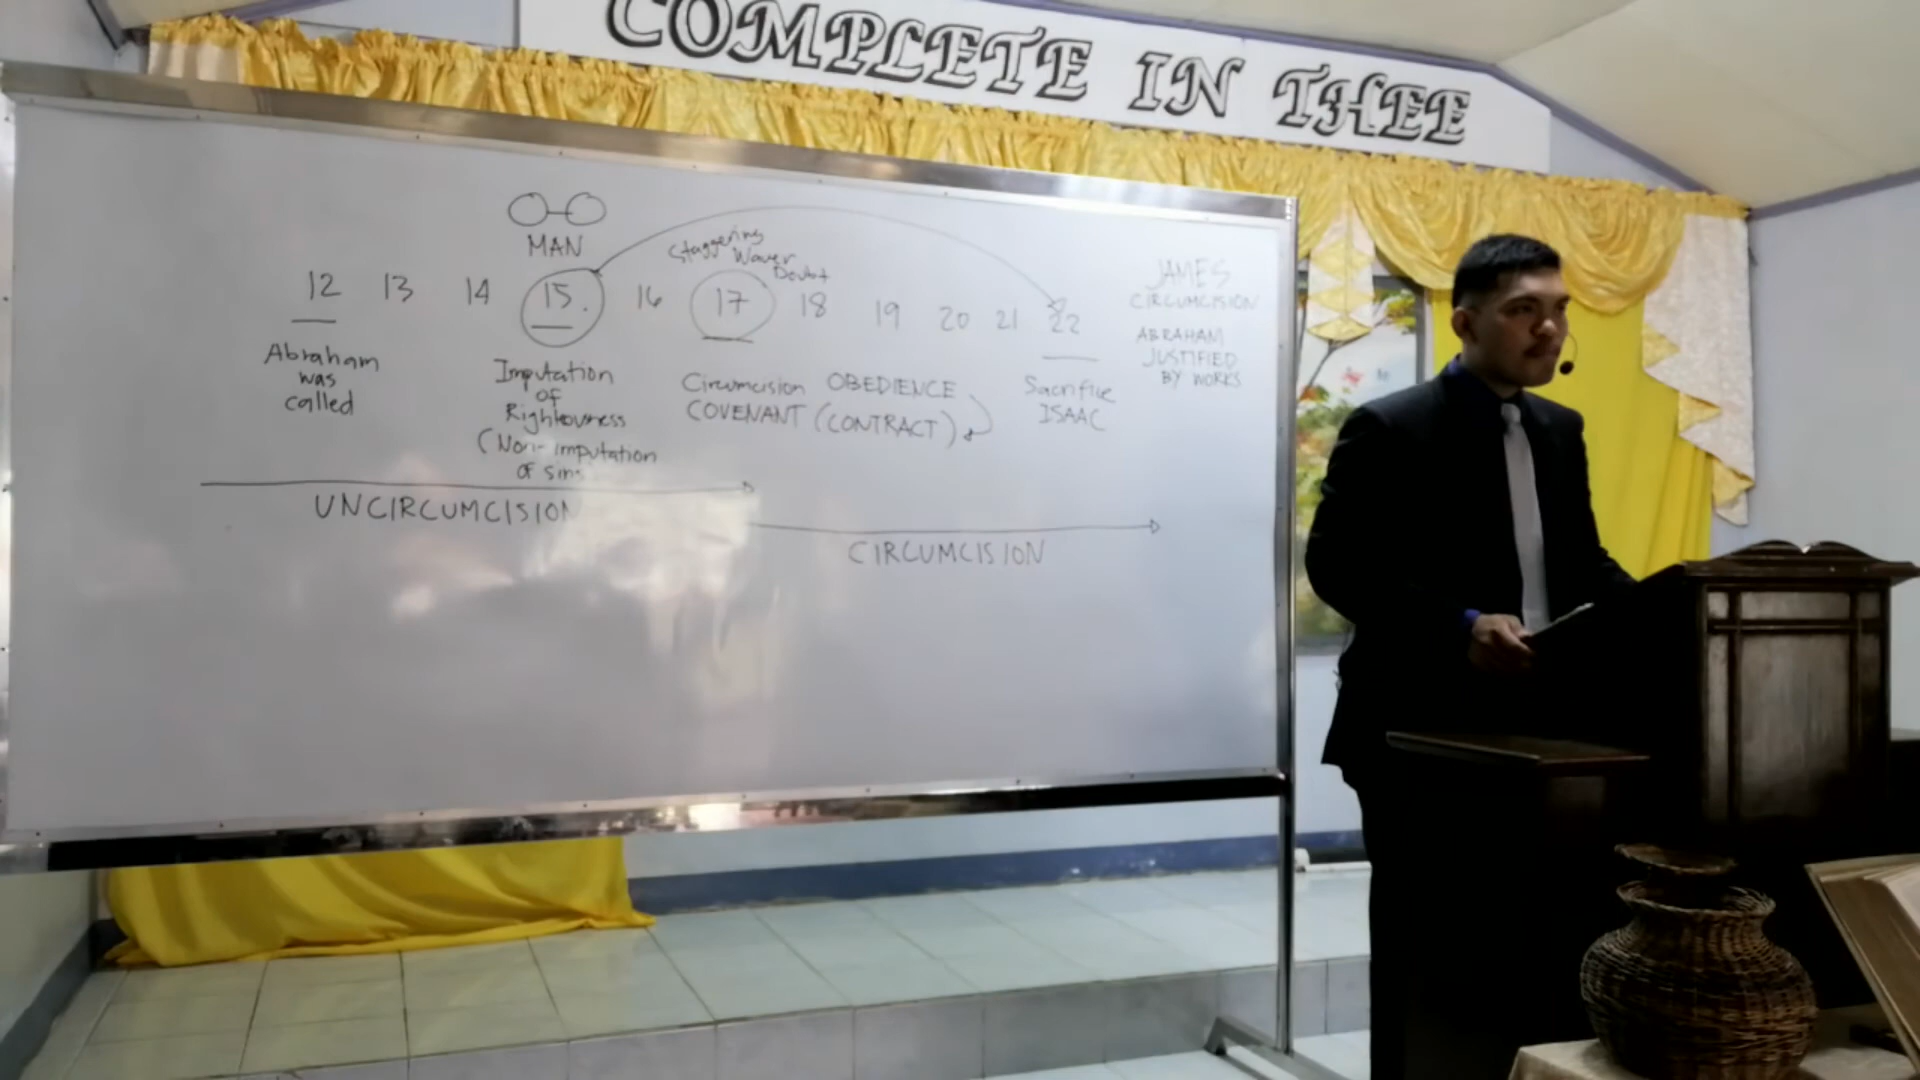 COMPLETE IN THEE
MAN
Staggering
Waver
Doubt
12 13 14 15. 16 17 18 19 20 21 22
Abraham
was
called
Imputation
of
Righteousness
(Non-imputation
of sins
Circumcision OBEDIENCE
COVENANT (CONTRACT)
Sacrifice
ISAAC
JAMES
CIRCUMCISION
ABRAHAM
JUSTIFIED
BY WORKS
UNCIRCUMCISION
CIRCUMCISION